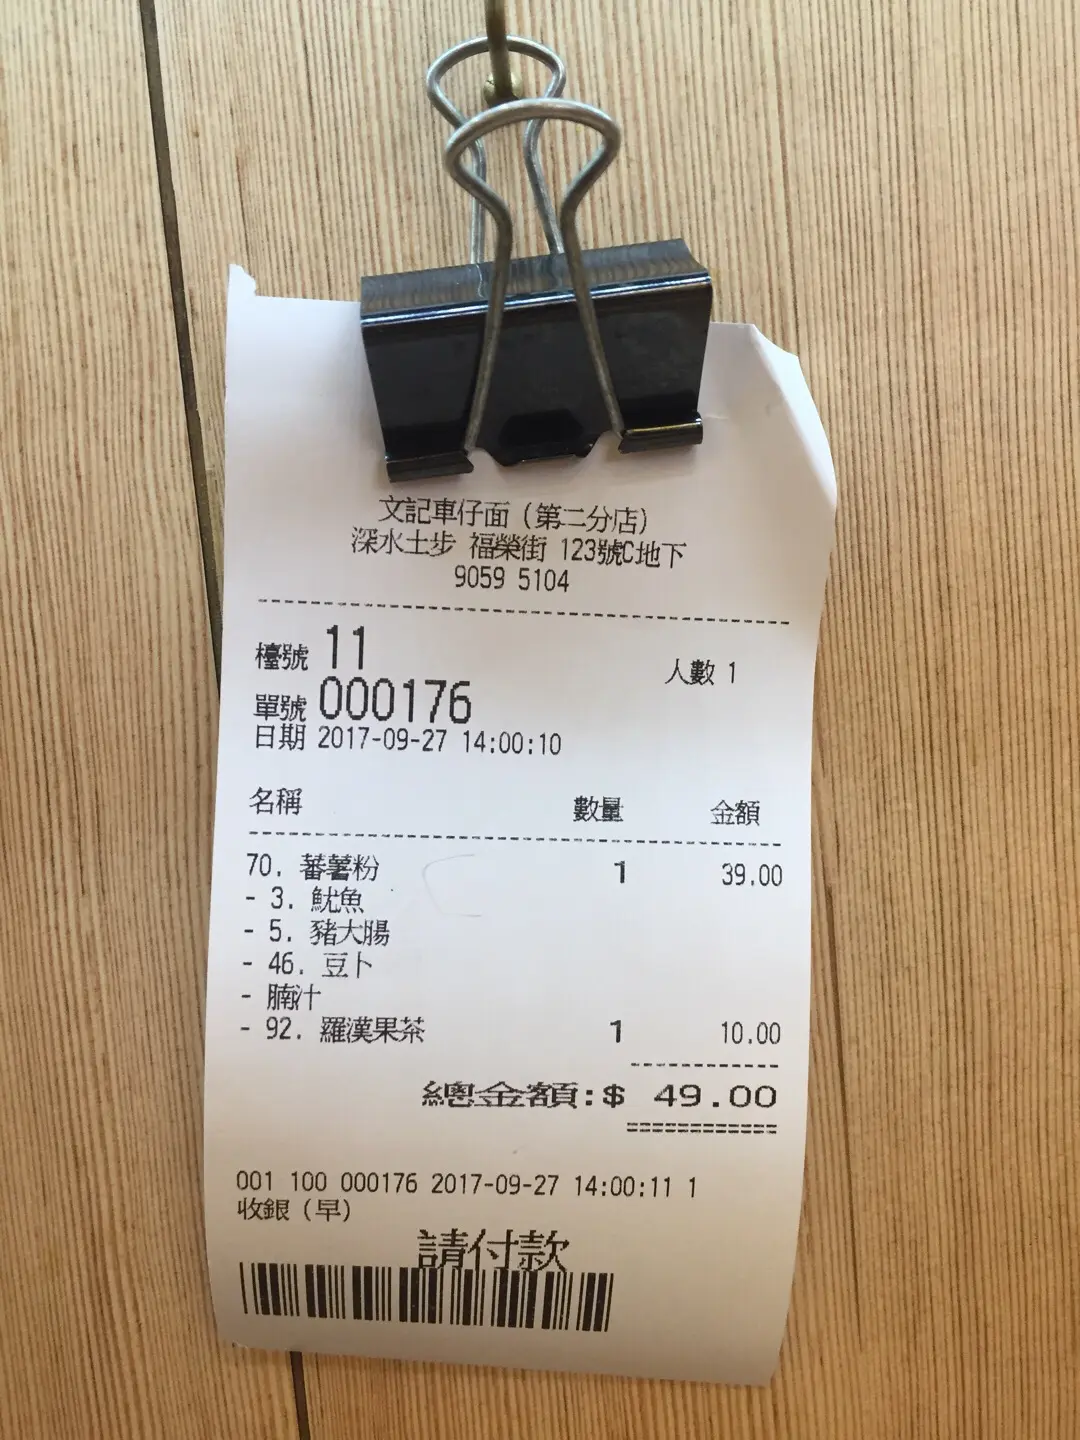 文記車仔面（第二分店）
深水土步 福榮街 123號C地下
9059 5104
檯號 11 人數 1
單號 000176
日期 2017-09-27 14:00:10
名稱 數量 金額
70. 蕃薯粉 1 39.00
- 3. 魷魚
- 5. 豬大腸
- 46. 豆卜
- 腩汁
- 92. 羅漢果茶 1 10.00
總金額:$ 49.00
001 100 000176 2017-09-27 14:00:11 1
收銀（早）
請付款